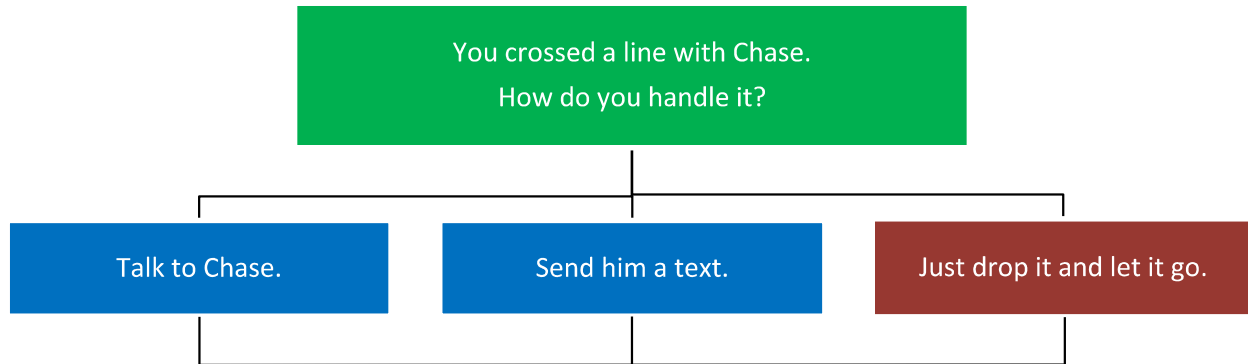 You crossed a line with Chase.
How do you handle it?
Talk to Chase.
Send him a text.
Just drop it and let it go.